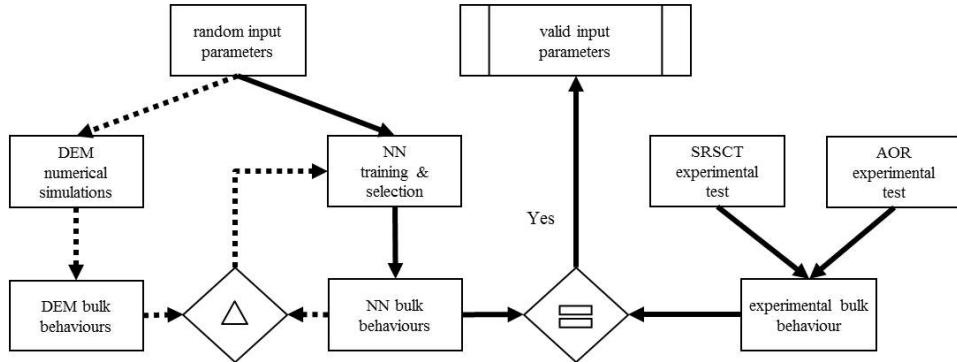 random input
parameters
valid input
parameters
DEM
numerical
simulations
NN
training &
selection
SRSCT
experimental
test
AOR
experimental
test
Yes
DEM bulk
behaviours
NN bulk
behaviours
experimental bulk
behaviour